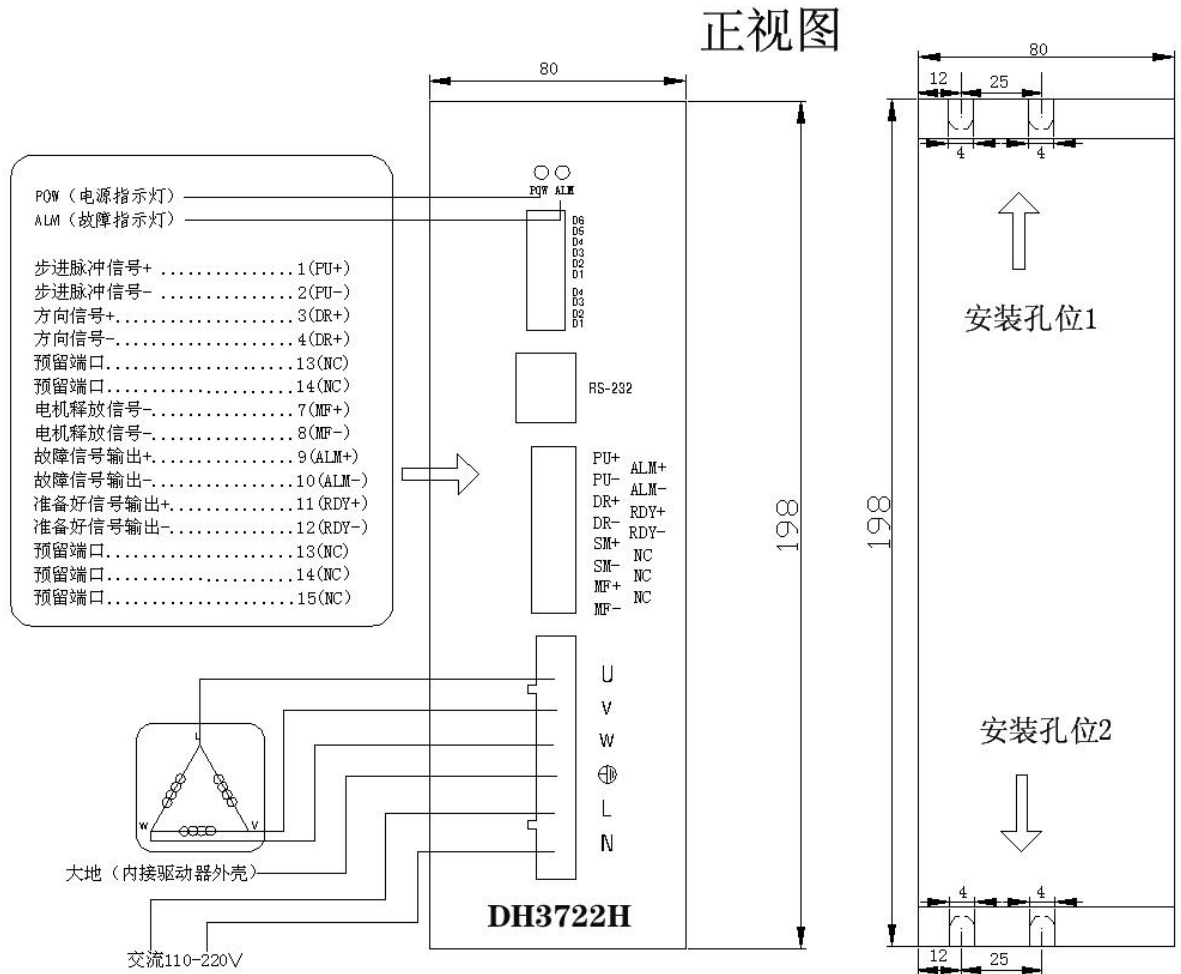 正视图
80
POW（电源指示灯）
ALM（故障指示灯）
步进脉冲信号+...............1(PU+)
步进脉冲信号-...............2(PU-)
方向信号+....................3(DR+)
方向信号-....................4(DR+)
预留端口.....................13(NC)
预留端口.....................14(NC)
电机释放信号-...............7(MF+)
电机释放信号-...............8(MF-)
故障信号输出+...............9(ALM+)
故障信号输出-...............10(ALM-)
准备好信号输出+.............11(RDY+)
准备好信号输出-.............12(RDY-)
预留端口.....................13(NC)
预留端口.....................14(NC)
预留端口.....................15(NC)
POW ALM
D6
D5
D4
D3
D2
D1
D4
D3
D2
D1
RS-232
PU+
PU-
DR+
DR-
SM+
SM-
MF+
MF-
ALM+
ALM-
RDY+
RDY-
NC
NC
NC
U
V
W
L
N
W
V
大地（内接驱动器外壳）
交流110-220V
DH3722H
198
80
12
25
4
4
安装孔位1
198
安装孔位2
4
4
12
25